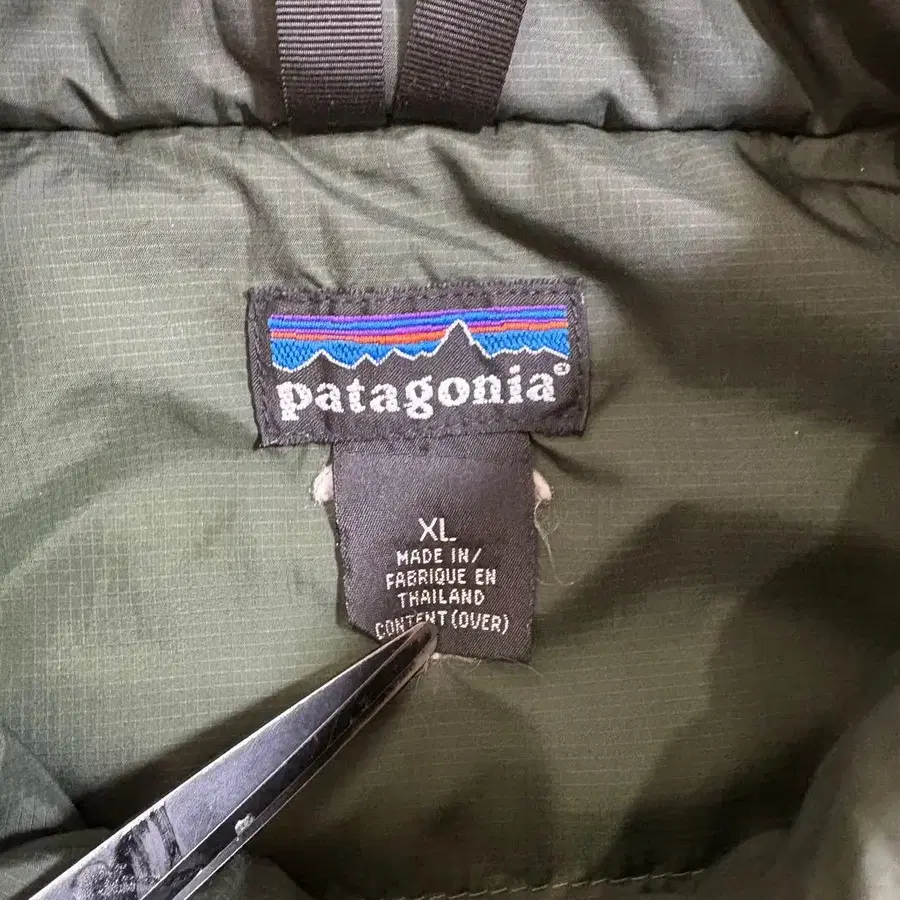 patagonia©
XL
MADE IN/
FABRIQUE EN
THAILAND
CONTENT (OVER)